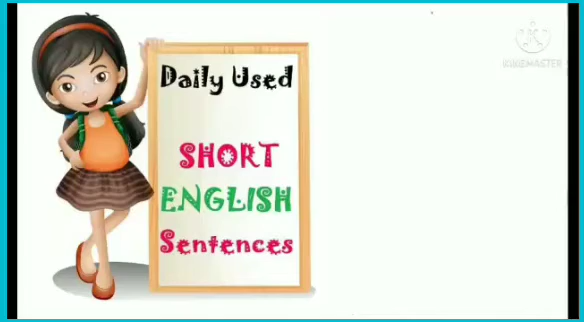 Daily Used
SHORT
ENGLISH
Sentences
KINEMASTER